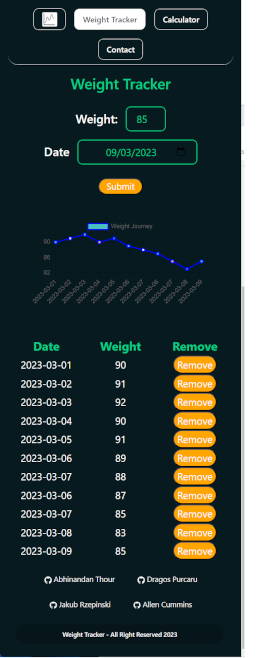 Weight Tracker Calculator
Contact
Weight Tracker
Weight: 85
Date 09/03/2023
Submit
Weight Journey
90
86
82
2023-03-01 2023-03-02 2023-03-03 2023-03-04 2023-03-05 2023-03-06 2023-03-07 2023-03-06 2023-03-07 2023-03-08 2023-03-09
Date Weight Remove
2023-03-01 90 Remove
2023-03-02 91 Remove
2023-03-03 92 Remove
2023-03-04 90 Remove
2023-03-05 91 Remove
2023-03-06 89 Remove
2023-03-07 88 Remove
2023-03-06 87 Remove
2023-03-07 85 Remove
2023-03-08 83 Remove
2023-03-09 85 Remove
Abhinandan Thour Dragos Purcaru
Jakub Rzepinski Allen Cummins
Weight Tracker - All Right Reserved 2023